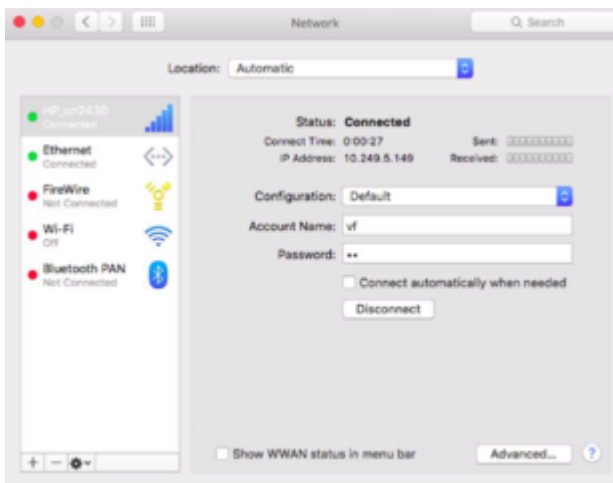 Network
Search
Location: Automatic
HP_un2430
Connected
Ethernet
Connected
FireWire
Not Connected
Wi-Fi
Off
Bluetooth PAN
Not Connected
Status: Connected
Connect Time: 0:00:27 Sent:
IP Address: 10.249.5.149 Received:
Configuration: Default
Account Name: vf
Password: ••
Connect automatically when needed
Disconnect
Show WWAN status in menu bar
Advanced... ?